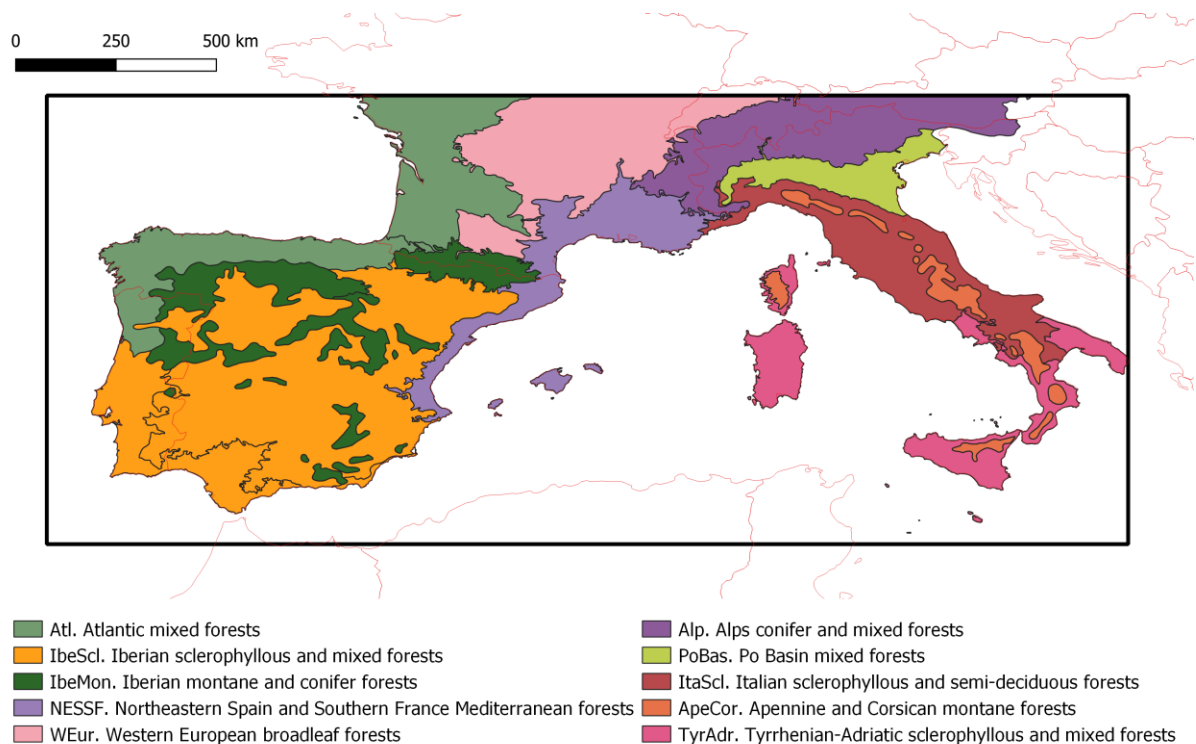 0 250 500 km
Atl. Atlantic mixed forests
IbeScl. Iberian sclerophyllous and mixed forests
IbeMon. Iberian montane and conifer forests
NESSF. Northeastern Spain and Southern France Mediterranean forests
WEur. Western European broadleaf forests
Alp. Alps conifer and mixed forests
PoBas. Po Basin mixed forests
ItaScl. Italian sclerophyllous and semi-deciduous forests
ApeCor. Apennine and Corsican montane forests
TyrAdr. Tyrrhenian-Adriatic sclerophyllous and mixed forests